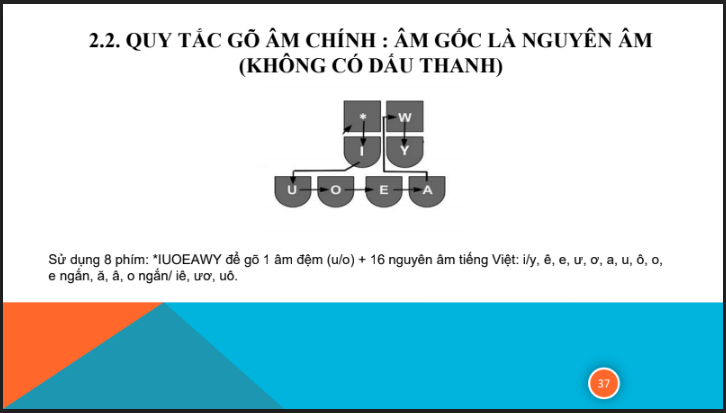 2.2. QUY TẮC GÕ ÂM CHÍNH : ÂM GỐC LÀ NGUYÊN ÂM
(KHÔNG CÓ DẤU THANH)
* W
I Y
U O E A
Sử dụng 8 phím: *IUOEAWY để gõ 1 âm đệm (u/o) + 16 nguyên âm tiếng Việt: i/y, ê, e, ư, ơ, a, u, ô, o,
e ngắn, ă, â, o ngắn/ iê, ươ, uô.
37